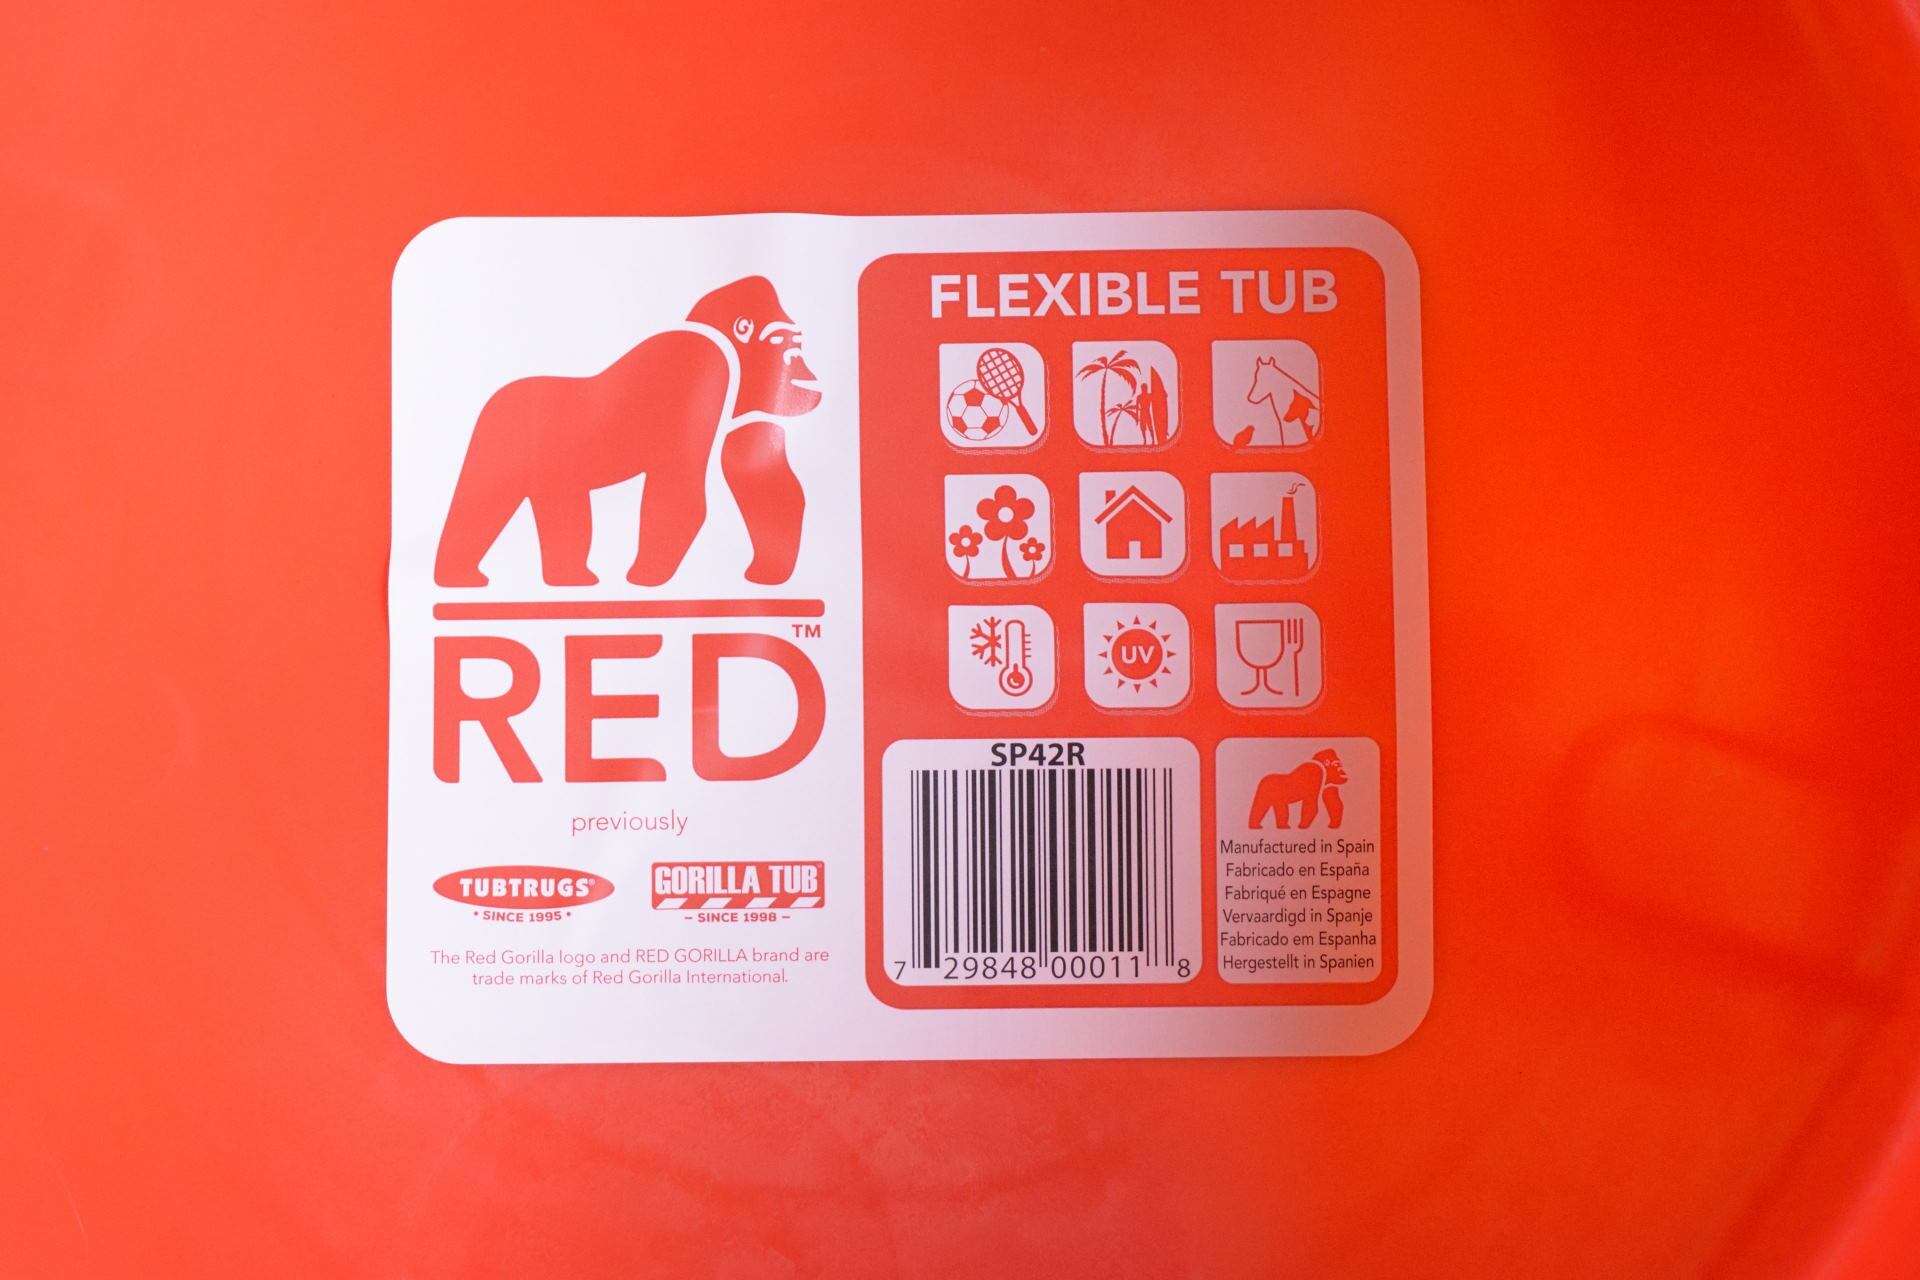 RED™
previously
TUBTRUGS®
• SINCE 1995 •
GORILLA TUB
– SINCE 1998 –
The Red Gorilla logo and RED GORILLA brand are
trade marks of Red Gorilla International.
FLEXIBLE TUB
UV
SP42R
7 29848 00011 8
Manufactured in Spain
Fabricado en España
Fabriqué en Espagne
Vervaardigd in Spanje
Fabricado em Espanha
Hergestellt in Spanien